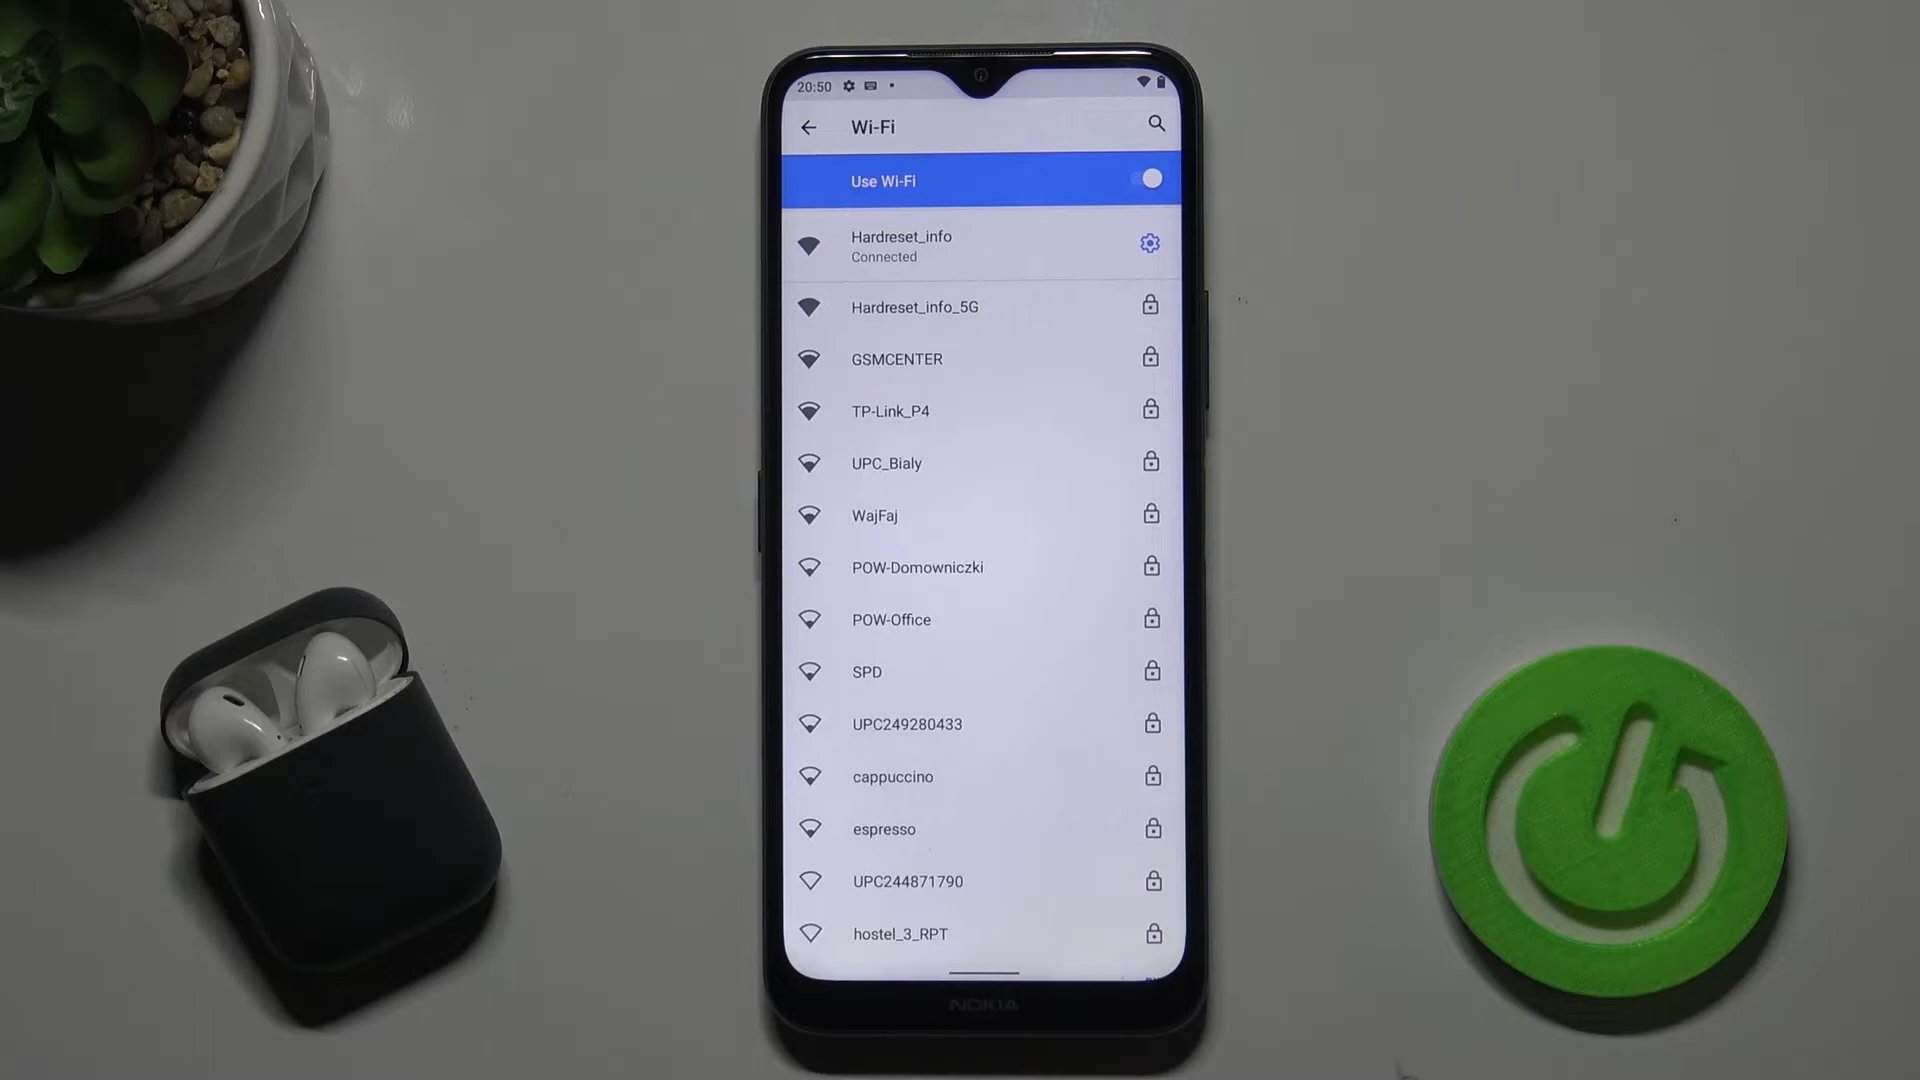 20:50
Wi-Fi
Use Wi-Fi
Hardreset_info
Connected
Hardreset_info_5G
GSMCENTER
TP-Link_P4
UPC_Bialy
WajFaj
POW-Domowniczki
POW-Office
SPD
UPC249280433
cappuccino
espresso
UPC244871790
hostel_3_RPT
NOKIA